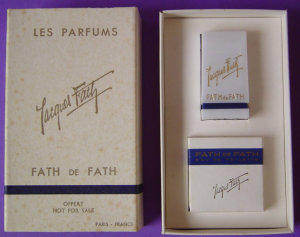 LES PARFUMS
Jacques Fath
FATH DE FATH
OFFERT
NOT FOR SALE
PARIS - FRANCE
Jacques Fath
FATH DE FATH
FATH DE FATH
Jacques Fath